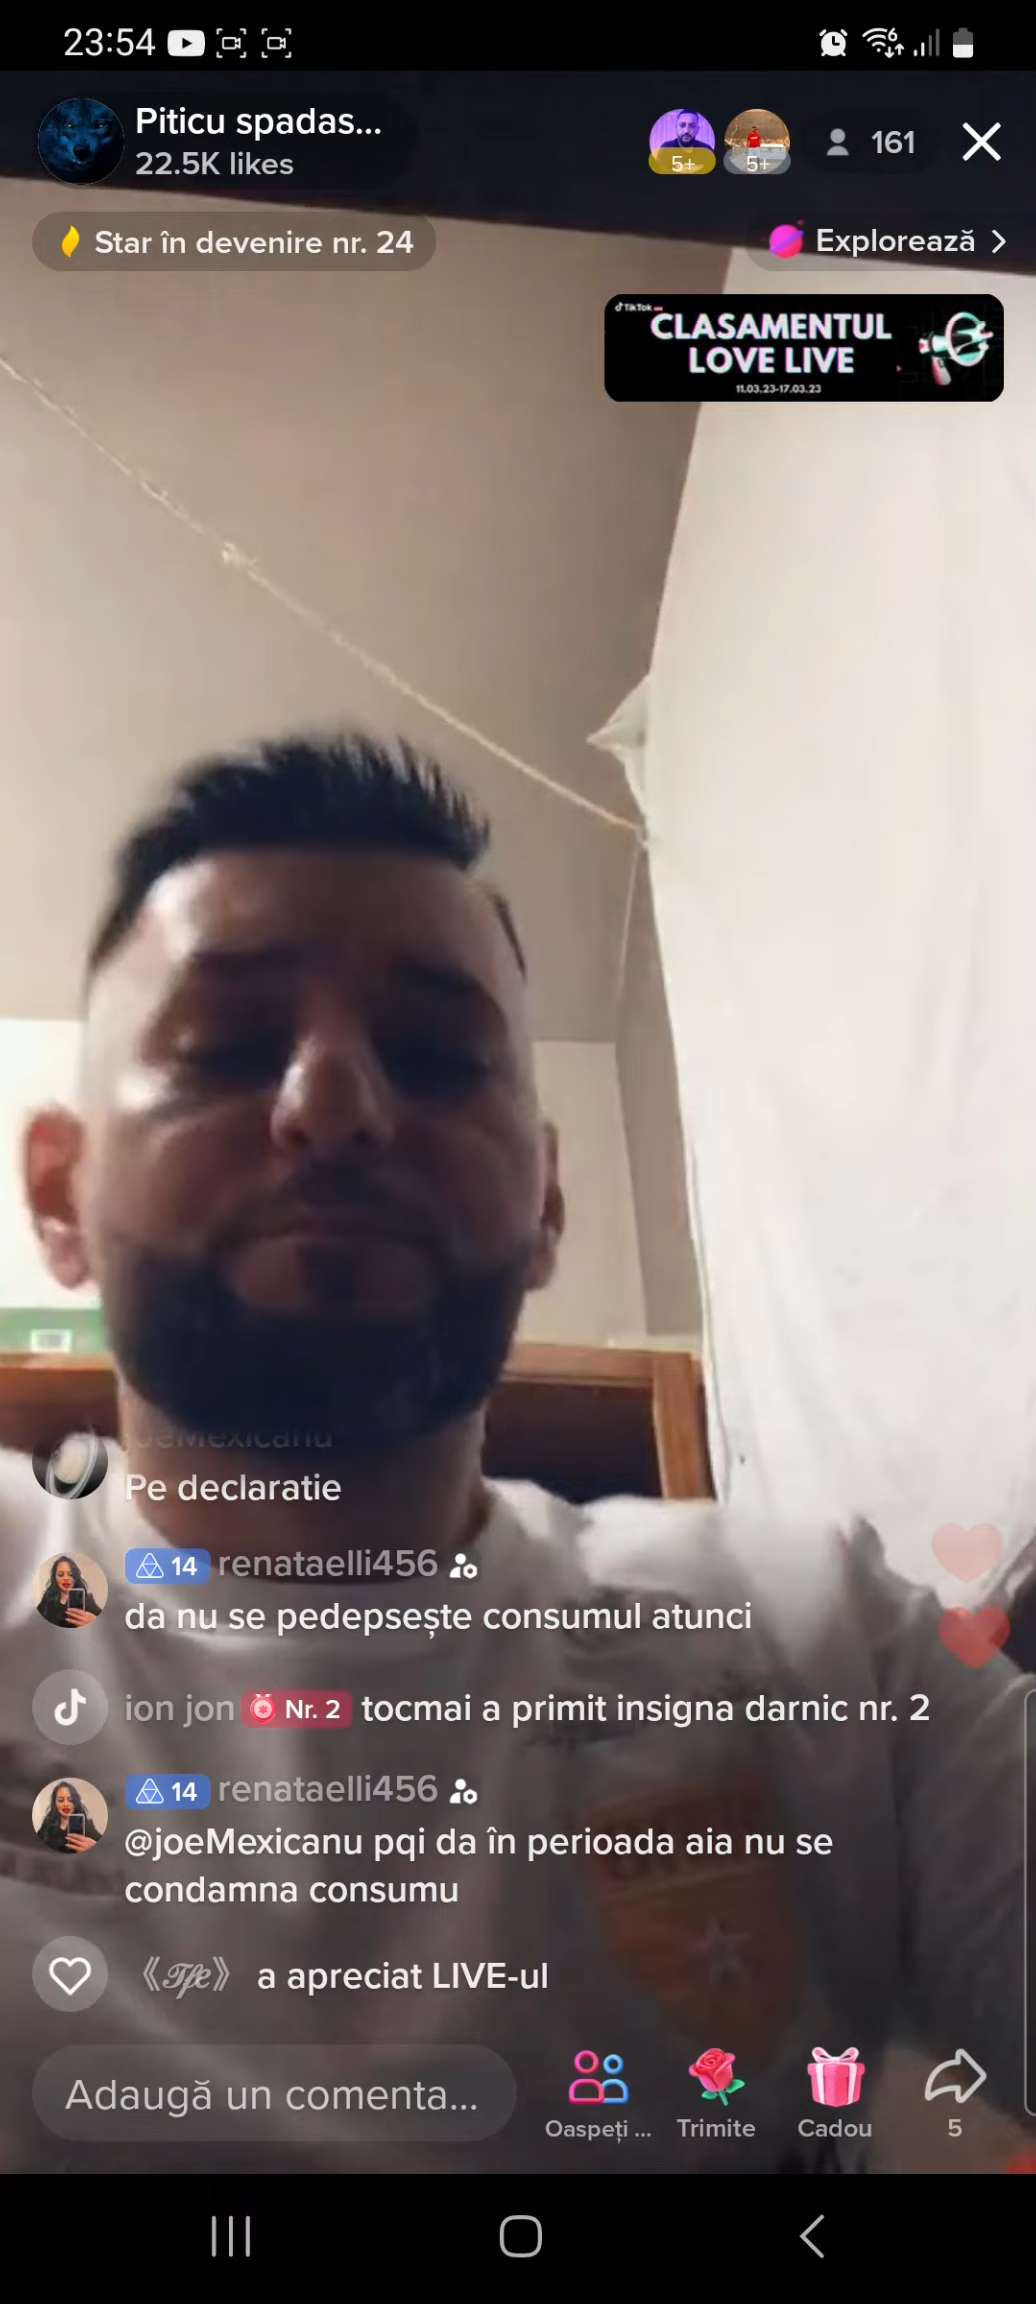 23:54
Piticu spadas...
22.5K likes
5+
5+
161
Star în devenire nr. 24
Explorează
TikTok
CLASAMENTUL
LOVE LIVE
11.03.23-17.03.23
joeMexicanu
Pe declaratie
14 renataelli456
da nu se pedepsește consumul atunci
ion jon Nr. 2 tocmai a primit insigna darnic nr. 2
14 renataelli456
@joeMexicanu pqi da în perioada aia nu se
condamna consumu
a apreciat LIVE-ul
Adaugă un comenta...
Oaspeți ...
Trimite
Cadou
5